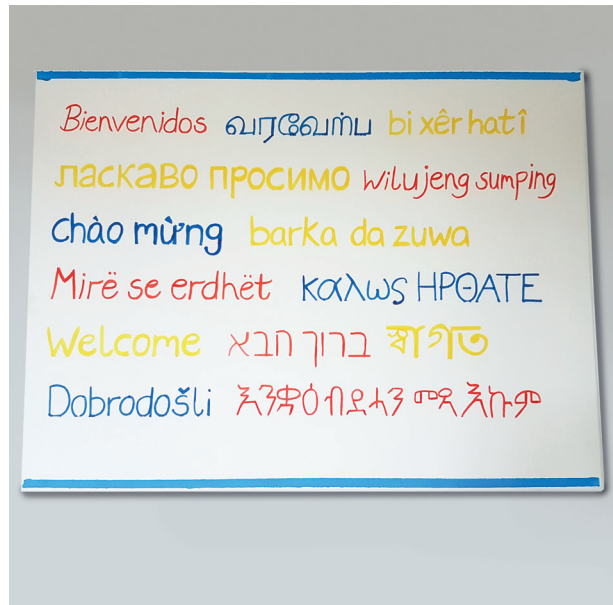 Bienvenidos வரவேற்பு bi xêr hatî
ласкаво просимо wilujeng sumping
chào mừng barka da zuwa
Mirë se erdhët καλως ΗΡΘΑΤΕ
Welcome ברוך הבא স্বাগত
Dobrodošli እንቋዕ ብደሓን መጻእኩም